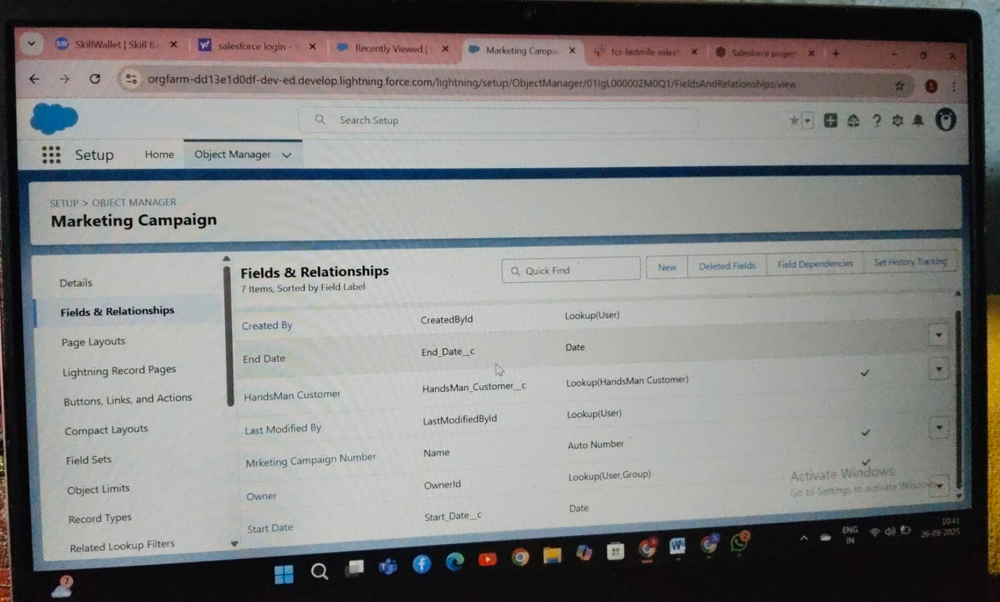 SW SkillWallet | Skill B
y! salesforce login -
Recently Viewed |
Marketing Campa
tcs-lastmile-sales
Salesforce project
orgfarm-dd13e1d0df-dev-ed.develop.lightning.force.com/lightning/setup/ObjectManager/01IgL000002M0Q1/FieldsAndRelationships/view
Search Setup
Setup Home Object Manager
SETUP > OBJECT MANAGER
Marketing Campaign
Details
Fields & Relationships
Page Layouts
Lightning Record Pages
Buttons, Links, and Actions
Compact Layouts
Field Sets
Object Limits
Record Types
Related Lookup Filters
Fields & Relationships
7 Items, Sorted by Field Label
Quick Find
New Deleted Fields Field Dependencies Set History Tracking
Created By CreatedById Lookup(User)
End Date End_Date__c Date
HandsMan Customer HandsMan_Customer__c Lookup(HandsMan Customer)
Last Modified By LastModifiedById Lookup(User)
Mrketing Campaign Number Name Auto Number
Owner OwnerId Lookup(User,Group)
Start Date Start_Date__c Date
Activate Windows
Go to Settings to activate Windows
7
T
W
2
ENG
IN
10:41
26-09-2025